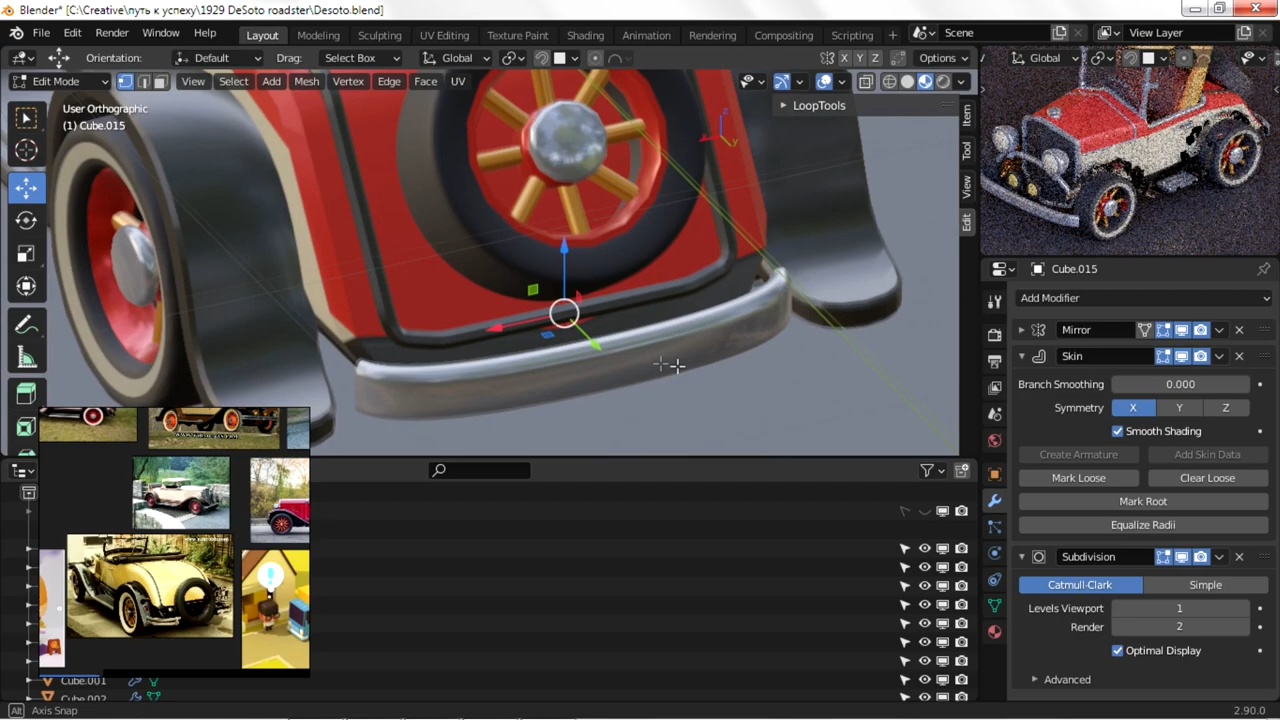 Blender* [C:\Creative\путь к успеху\1929 DeSoto roadster\Desoto.blend]
File Edit Render Window Help Layout Modeling Sculpting UV Editing Texture Paint Shading Animation Rendering Compositing Scripting + Scene View Layer
Orientation: Default Drag: Select Box Global X Y Z Options Global
Edit Mode View Select Add Mesh Vertex Edge Face UV
User Orthographic
(1) Cube.015
LoopTools
Item
Tool
View
Edit
Z
Y
Cube.015
Add Modifier
Mirror
Skin
Branch Smoothing 0.000
Symmetry X Y Z
Smooth Shading
Create Armature Add Skin Data
Mark Loose Clear Loose
Mark Root
Equalize Radii
Subdivision
Catmull-Clark Simple
Levels Viewport 1
Render 2
Optimal Display
Advanced
Cube.001
Cube.002
Alt Axis Snap 2.90.0